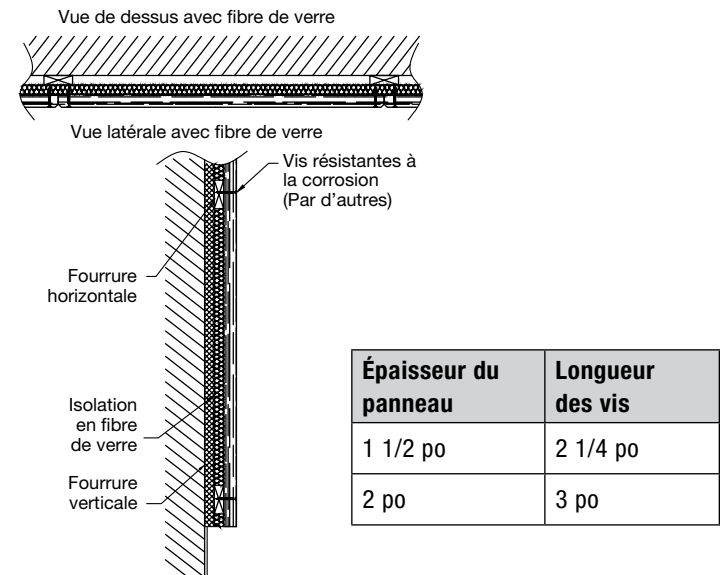 Vue de dessus avec fibre de verre
Vue latérale avec fibre de verre
Vis résistantes à
la corrosion
(Par d'autres)
Fourrure
horizontale
Isolation
en fibre
de verre
Fourrure
verticale
Épaisseur du
panneau
Longueur
des vis
1 1/2 po
2 1/4 po
2 po
3 po